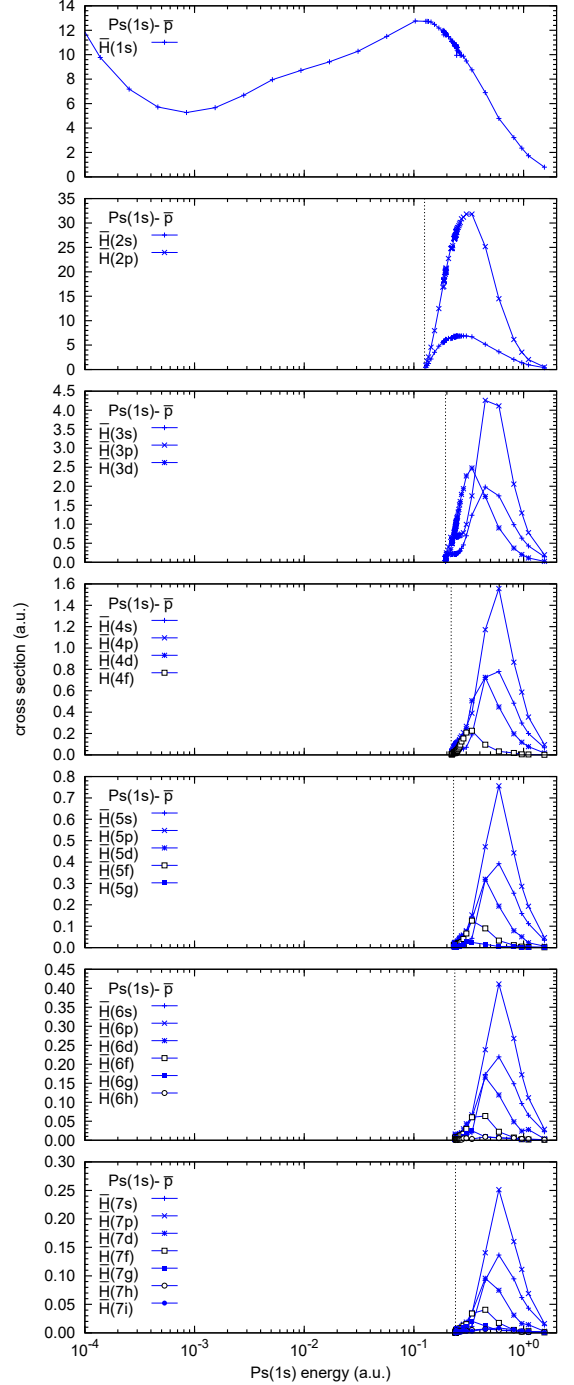 Ps(1s)- p̄
H̄(1s)
14
12
10
8
6
4
2
0
Ps(1s)- p̄
H̄(2s)
H̄(2p)
35
30
25
20
15
10
5
0
Ps(1s)- p̄
H̄(3s)
H̄(3p)
H̄(3d)
4.5
4.0
3.5
3.0
2.5
2.0
1.5
1.0
0.5
0.0
Ps(1s)- p̄
H̄(4s)
H̄(4p)
H̄(4d)
H̄(4f)
1.6
1.4
1.2
1.0
0.8
0.6
0.4
0.2
0.0
cross section (a.u.)
Ps(1s)- p̄
H̄(5s)
H̄(5p)
H̄(5d)
H̄(5f)
H̄(5g)
0.8
0.7
0.6
0.5
0.4
0.3
0.2
0.1
0.0
Ps(1s)- p̄
H̄(6s)
H̄(6p)
H̄(6d)
H̄(6f)
H̄(6g)
H̄(6h)
0.45
0.40
0.35
0.30
0.25
0.20
0.15
0.10
0.05
0.00
Ps(1s)- p̄
H̄(7s)
H̄(7p)
H̄(7d)
H̄(7f)
H̄(7g)
H̄(7h)
H̄(7i)
0.30
0.25
0.20
0.15
0.10
0.05
0.00
10⁻⁴ 10⁻³ 10⁻² 10⁻¹ 10⁺⁰
Ps(1s) energy (a.u.)